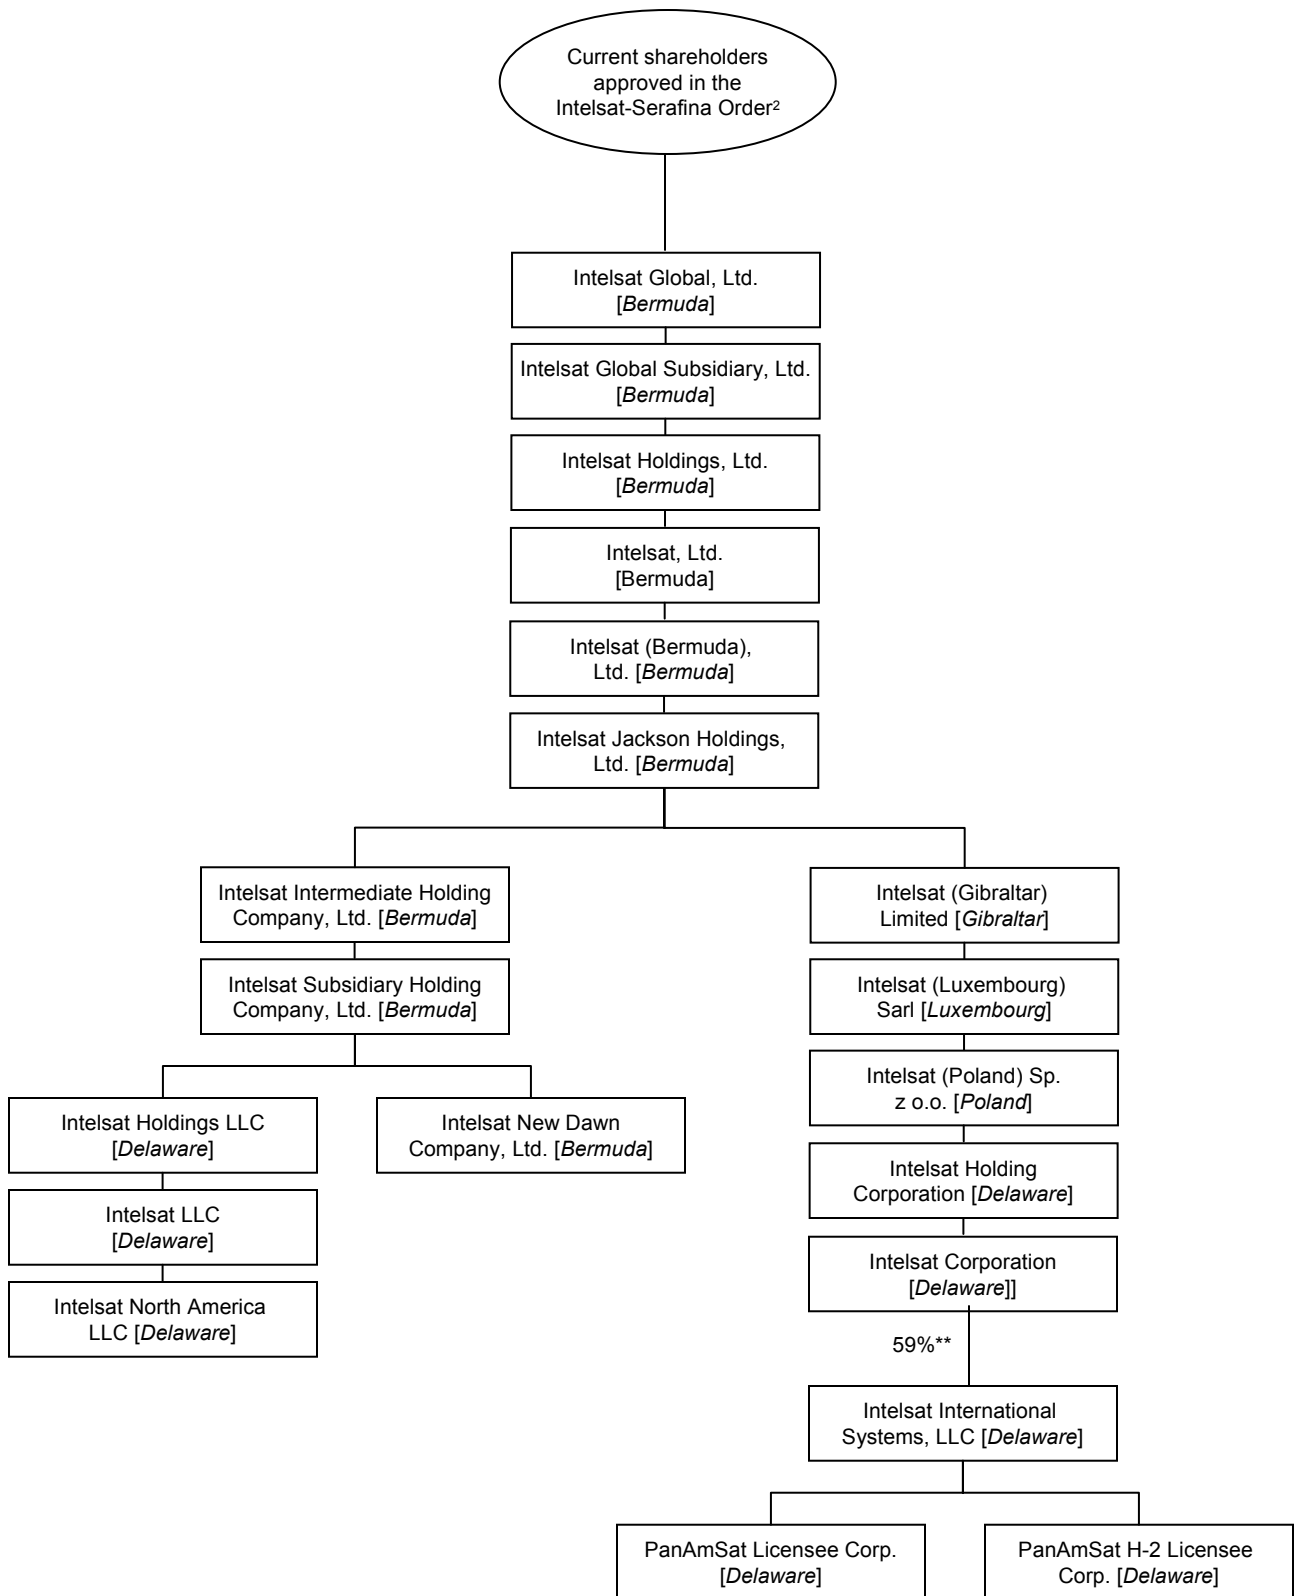 Current shareholders
approved in the
Intelsat-Serafina Order²
Intelsat Global, Ltd.
[Bermuda]
Intelsat Global Subsidiary, Ltd.
[Bermuda]
Intelsat Holdings, Ltd.
[Bermuda]
Intelsat, Ltd.
[Bermuda]
Intelsat (Bermuda),
Ltd. [Bermuda]
Intelsat Jackson Holdings,
Ltd. [Bermuda]
Intelsat Intermediate Holding
Company, Ltd. [Bermuda]
Intelsat Subsidiary Holding
Company, Ltd. [Bermuda]
Intelsat Holdings LLC
[Delaware]
Intelsat LLC
[Delaware]
Intelsat North America
LLC [Delaware]
Intelsat New Dawn
Company, Ltd. [Bermuda]
Intelsat (Gibraltar)
Limited [Gibraltar]
Intelsat (Luxembourg)
Sarl [Luxembourg]
Intelsat (Poland) Sp.
z o.o. [Poland]
Intelsat Holding
Corporation [Delaware]
Intelsat Corporation
[Delaware]]
59%**
Intelsat International
Systems, LLC [Delaware]
PanAmSat Licensee Corp.
[Delaware]
PanAmSat H-2 Licensee
Corp. [Delaware]